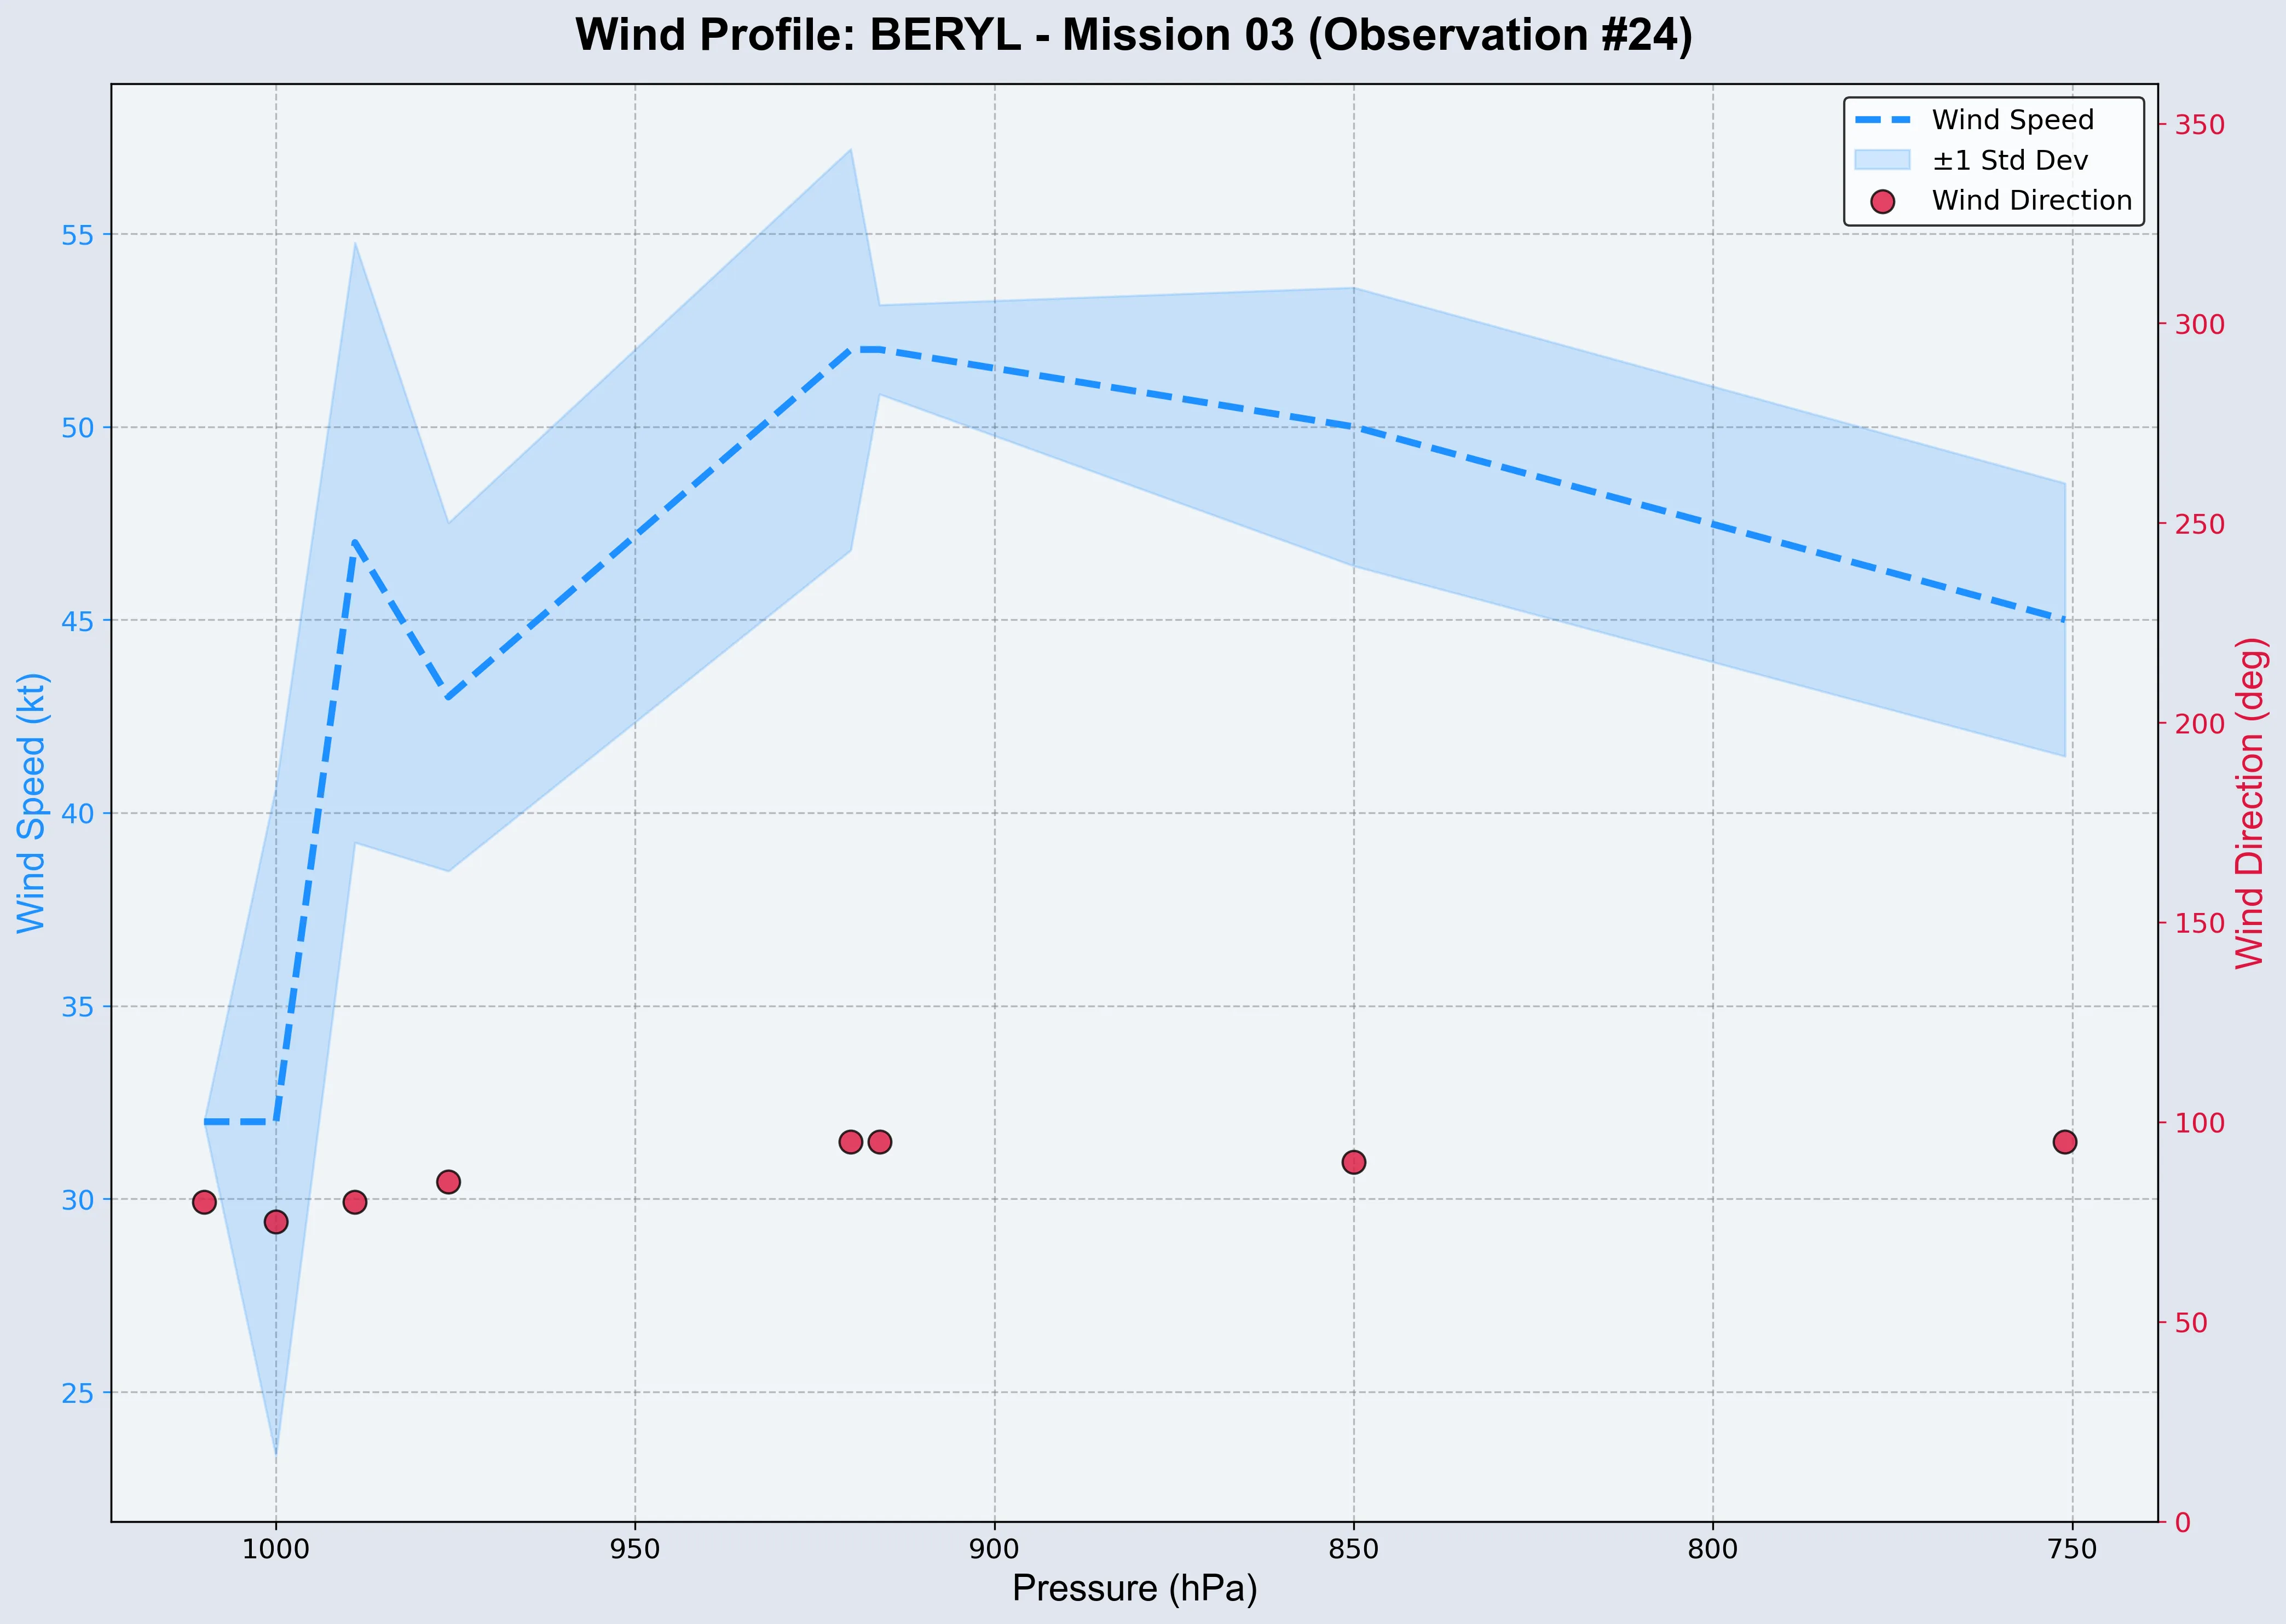 Wind Profile: BERYL - Mission 03 (Observation #24)
Wind Speed
±1 Std Dev
Wind Direction
Wind Speed (kt)
55
50
45
40
35
30
25
350
300
250
200
150
100
50
0
Wind Direction (deg)
1000 950 900 850 800 750
Pressure (hPa)